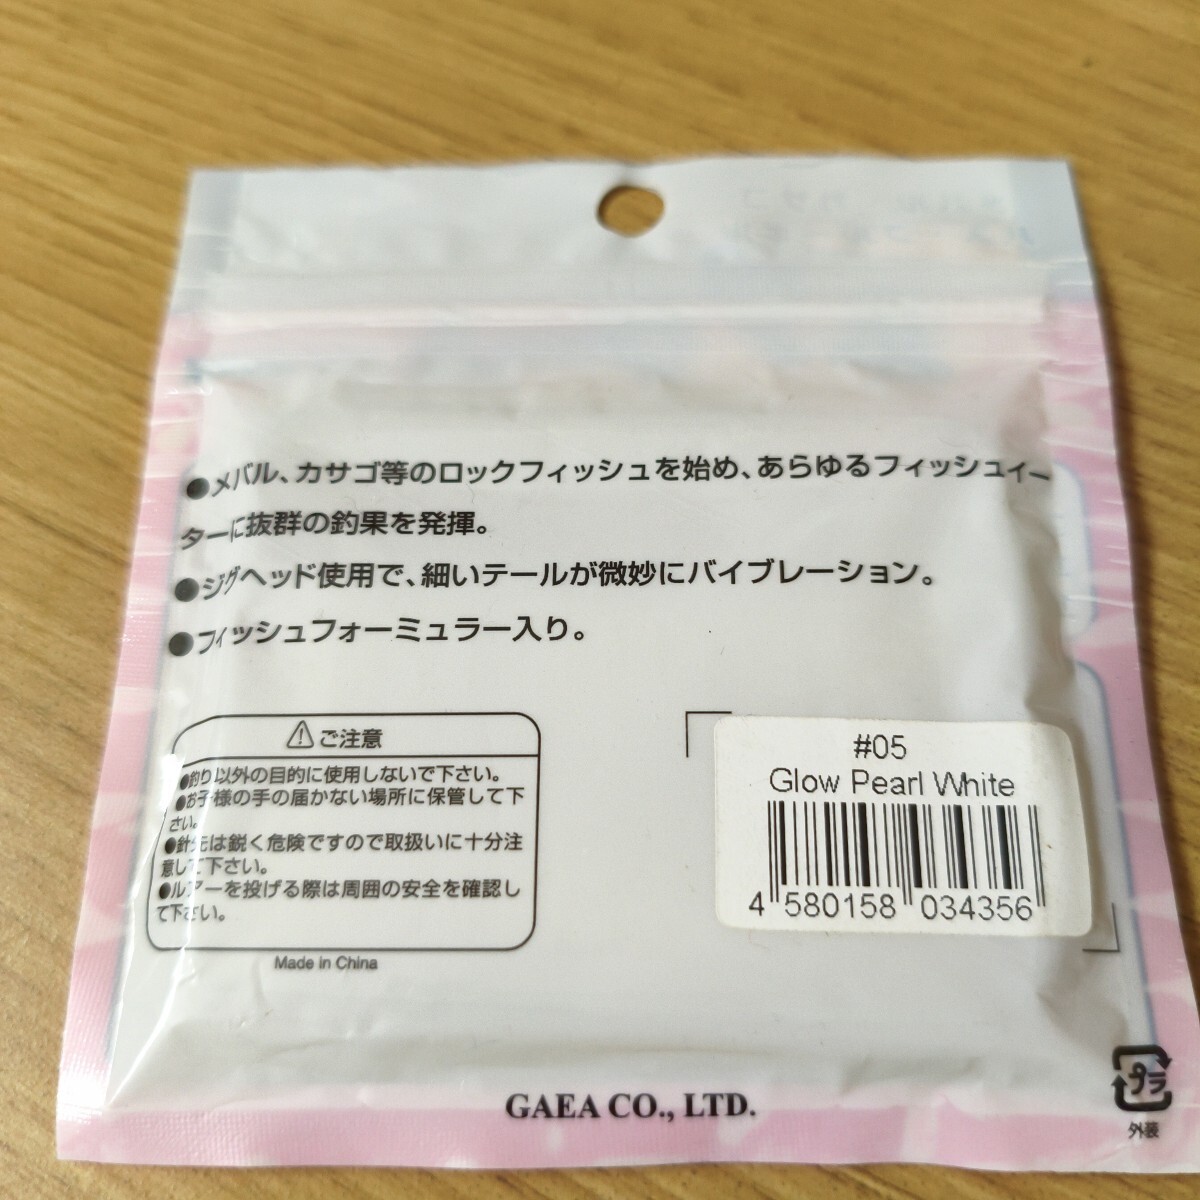 ●メバル、カサゴ等のロックフィッシュを始め、あらゆるフィッシュイー
ターに抜群の釣果を発揮。
●ジグヘッド使用で、細いテールが微妙にバイブレーション。
●フィッシュフォーミュラー入り。
⚠ご注意
●釣り以外の目的に使用しないで下さい。
●お子様の手の届かない場所に保管して下
さい。
●針先は鋭く危険ですので取扱いに十分注
意して下さい。
●ルアーを投げる際は周囲の安全を確認し
て下さい。
Made in China
#05
Glow Pearl White
4 580158 034356
GAEA CO., LTD.
プラ
外装